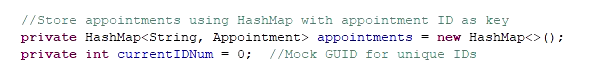 //Store appointments using HashMap with appointment ID as key
private HashMap<String, Appointment> appointments = new HashMap<>();
private int currentIDNum = 0;  //Mock GUID for unique IDs